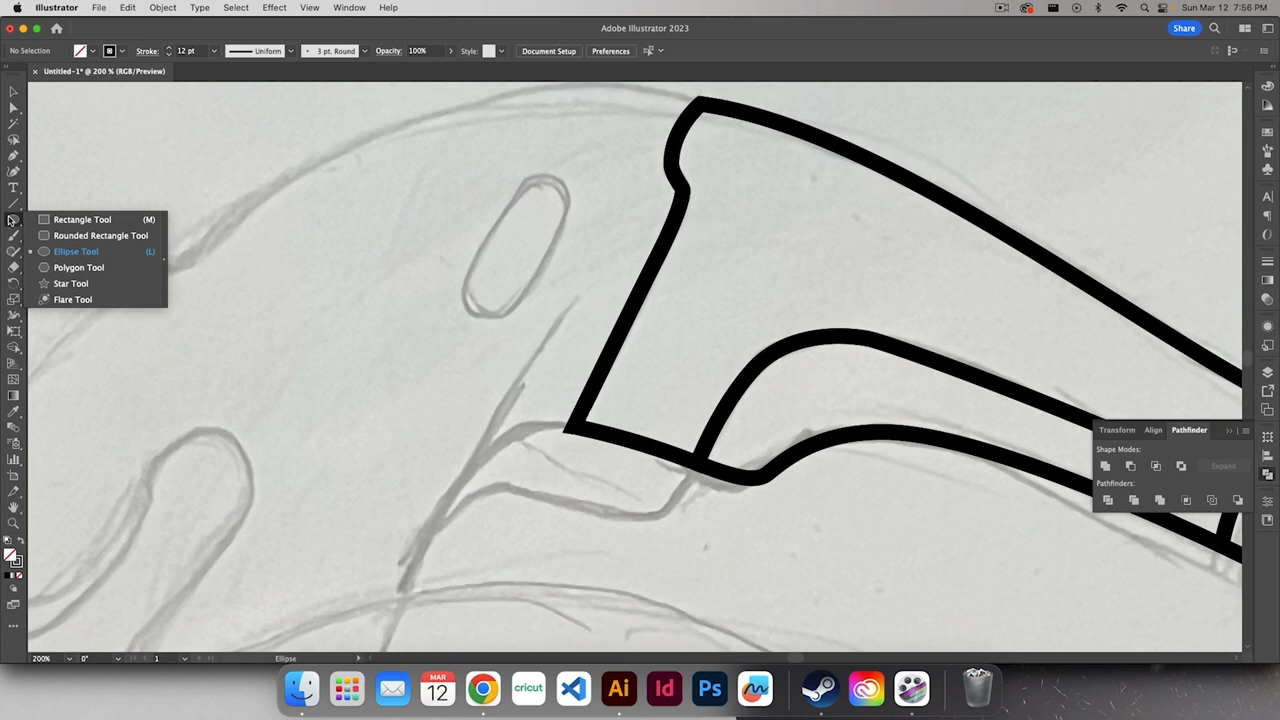 Illustrator File Edit Object Type Select Effect View Window Help Sun Mar 12 7:56 PM
Adobe Illustrator 2023 Share
No Selection Stroke: 12 pt Uniform 3 pt. Round Opacity: 100% Style: Document Setup Preferences
× Untitled-1* @ 200 % (RGB/Preview)
Rectangle Tool (M)
Rounded Rectangle Tool
Ellipse Tool (L)
Polygon Tool
Star Tool
Flare Tool
Transform Align Pathfinder
Shape Modes:
Expand
Pathfinders:
200% 0° 1 Ellipse
MAR
12
cricut
Ai
Id
Ps